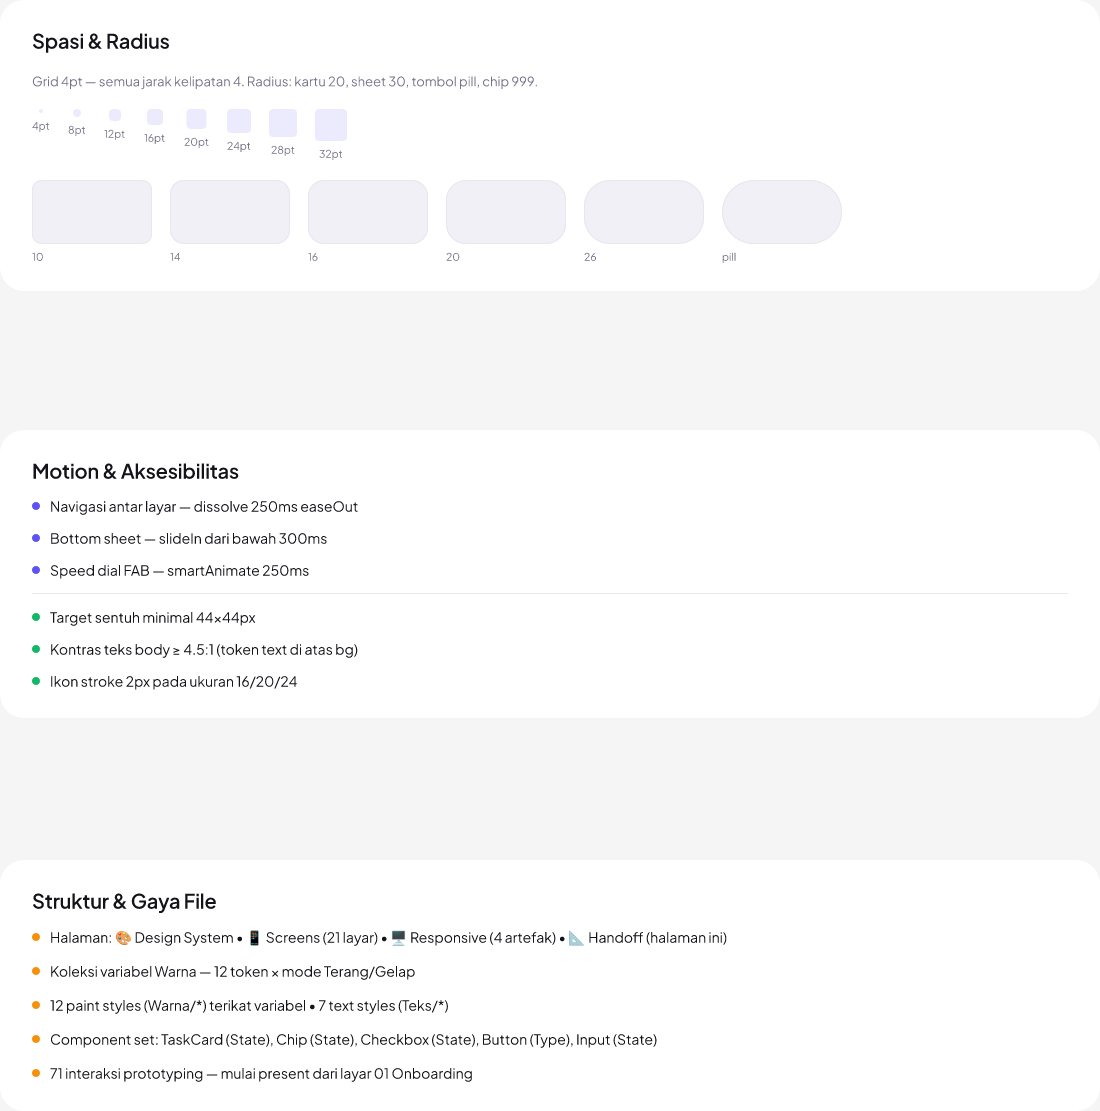 Spasi & Radius
Grid 4pt — semua jarak kelipatan 4. Radius: kartu 20, sheet 30, tombol pill, chip 999.
4pt 8pt 12pt 16pt 20pt 24pt 28pt 32pt
10 14 16 20 26 pill
Motion & Aksesibilitas
Navigasi antar layar — dissolve 250ms easeOut
Bottom sheet — slideIn dari bawah 300ms
Speed dial FAB — smartAnimate 250ms
Target sentuh minimal 44×44px
Kontras teks body ≥ 4.5:1 (token text di atas bg)
Ikon stroke 2px pada ukuran 16/20/24
Struktur & Gaya File
Halaman: 🎨 Design System • 📱 Screens (21 layar) • 🖥️ Responsive (4 artefak) • 📐 Handoff (halaman ini)
Koleksi variabel Warna — 12 token × mode Terang/Gelap
12 paint styles (Warna/*) terikat variabel • 7 text styles (Teks/*)
Component set: TaskCard (State), Chip (State), Checkbox (State), Button (Type), Input (State)
71 interaksi prototyping — mulai present dari layar 01 Onboarding